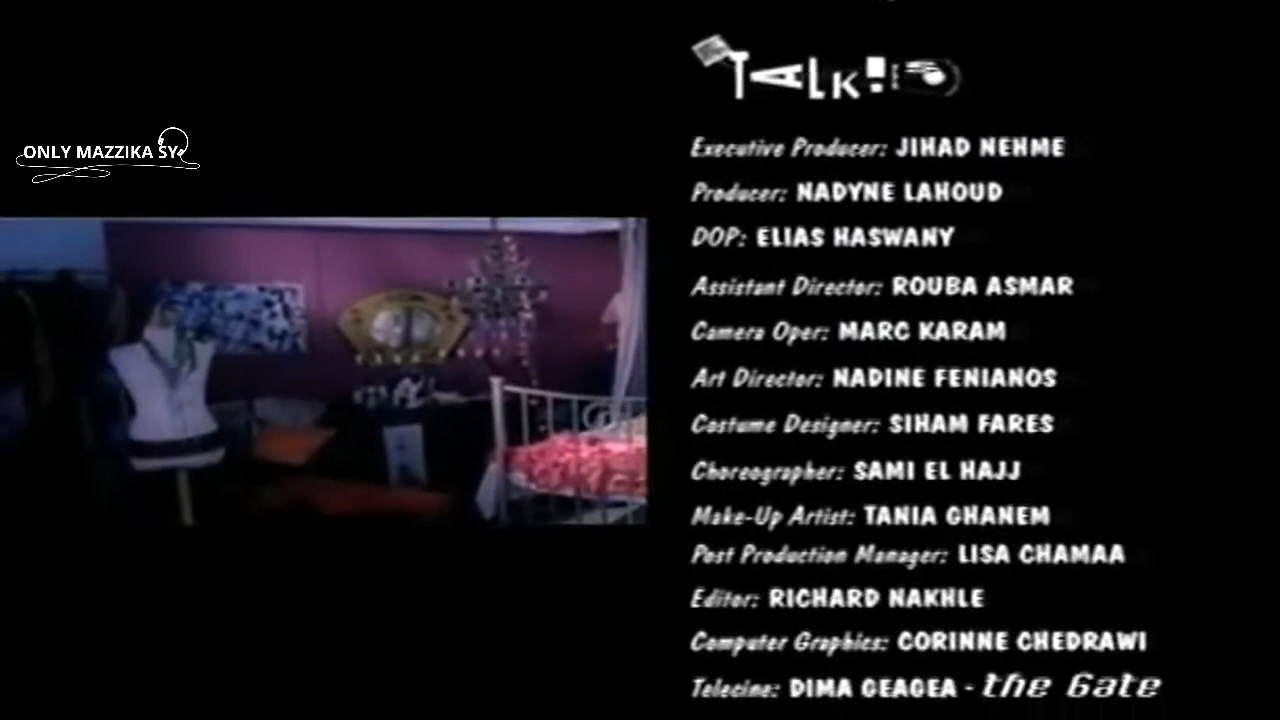 TALK!
ONLY MAZZIKA SY
Executive Producer: JIHAD NEHME
Producer: NADYNE LAHOUD
DOP: ELIAS HASWANY
Assistant Director: ROUBA ASMAR
Camera Oper: MARC KARAM
Art Director: NADINE FENIANOS
Costume Designer: SIHAM FARES
Choreographer: SAMI EL HAJJ
Make-Up Artist: TANIA GHANEM
Post Production Manager: LISA CHAMAA
Editor: RICHARD NAKHLE
Computer Graphics: CORINNE CHEDRAWI
Telecine: DIMA GEAGEA - the Gate